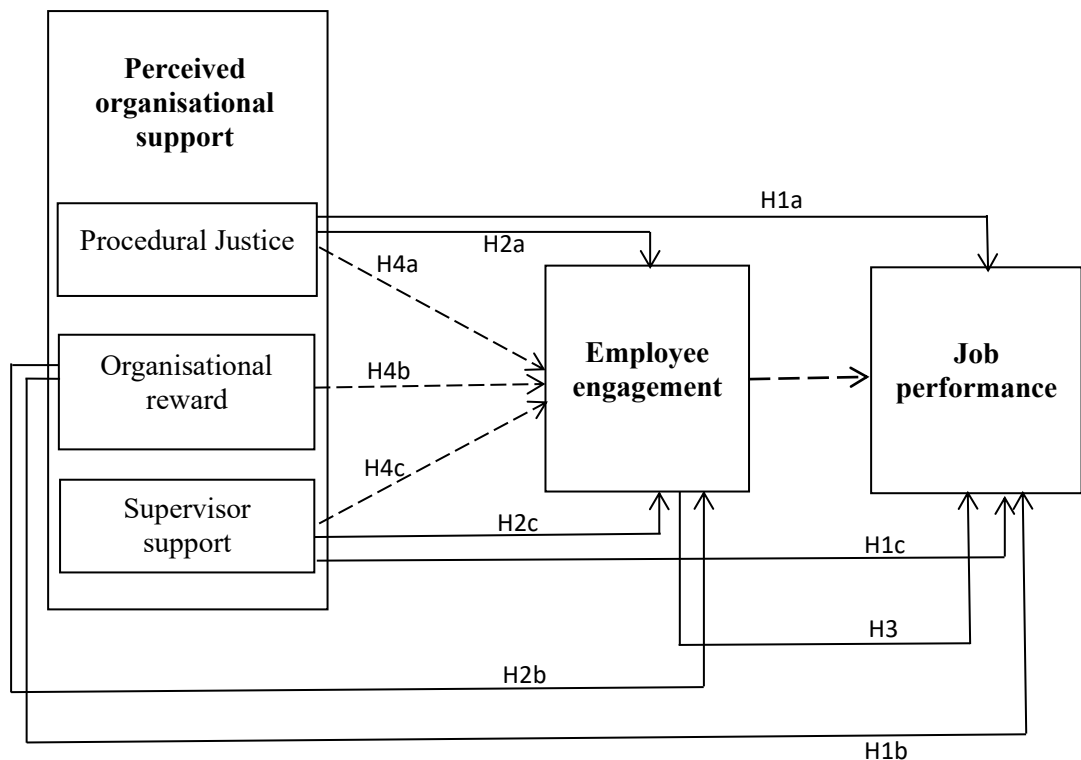 Perceived
organisational
support
Procedural Justice
Organisational
reward
Supervisor
support
H1a
H2a
H4a
H4b
H4c
Employee
engagement
Job
performance
H2c
H1c
H3
H2b
H1b